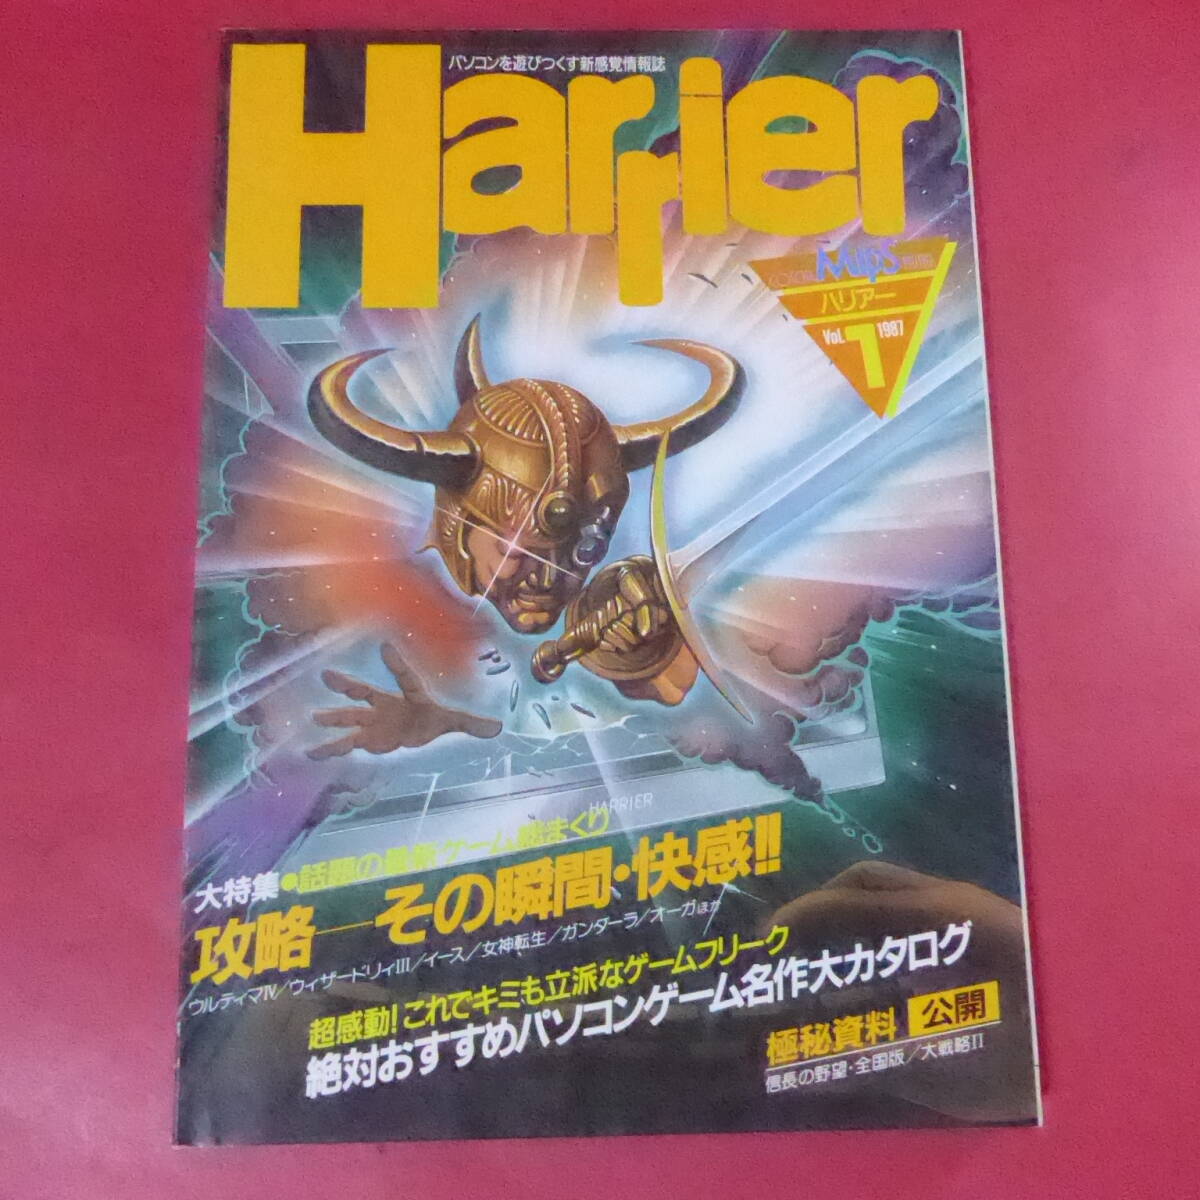 パソコンを遊びつくす新感覚情報誌
Harrier
Mips
ハリアー
Vol. 1 1987
HARRIER
大特集●話題の最新ゲーム総まくり
攻略―その瞬間・快感!!
ウルティマⅣ/ウィザードリィⅢ/イース/女神転生/ガンダーラ/オーガほか
超感動!これでキミも立派なゲームフリーク
絶対おすすめパソコンゲーム名作大カタログ
極秘資料 公開
信長の野望・全国版/大戦略Ⅱ